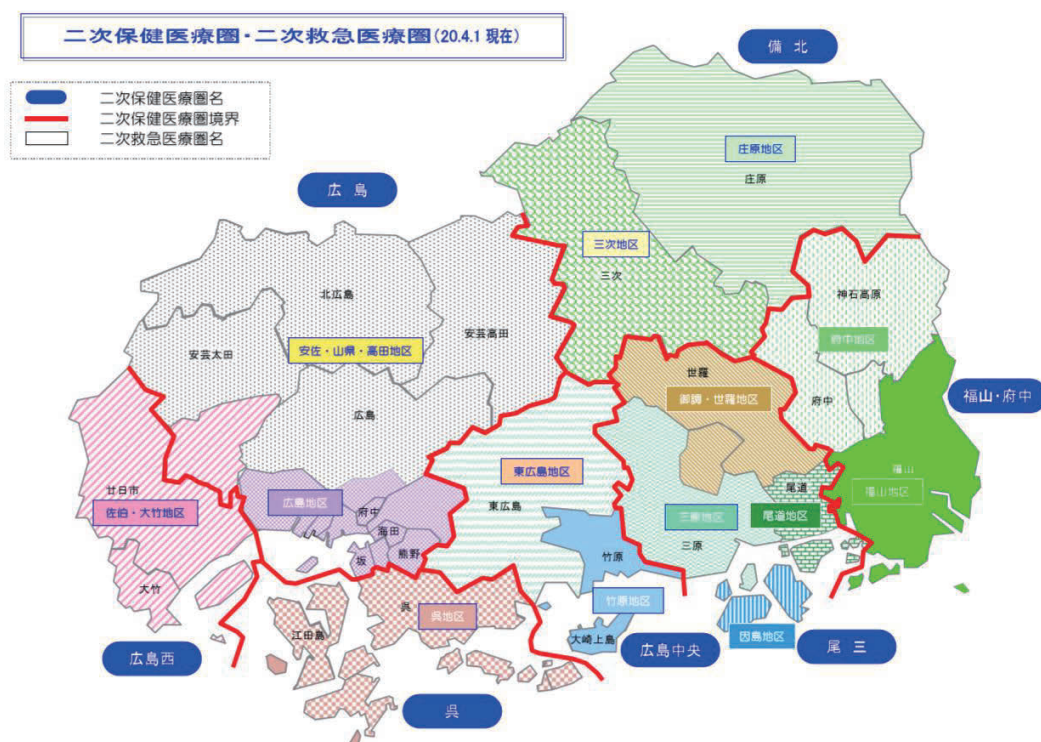 二次保健医療圏・二次救急医療圏(20.4.1 現在)
二次保健医療圏名
二次保健医療圏境界
二次救急医療圏名
備 北
広 島
庄原地区
庄原
三次地区
三次
神石高原
府中地区
北広島
安芸高田
安芸太田
安佐・山県・高田地区
世羅
御調・世羅地区
府中
福山・府中
広島
福山
福山地区
東広島地区
東広島
尾道
尾道地区
三原地区
三原
廿日市
佐伯・大竹地区
広島地区
府中
海田
坂
熊野
竹原
竹原地区
大竹
呉
呉地区
江田島
大崎上島
因島地区
広島西
広島中央
尾 三
呉